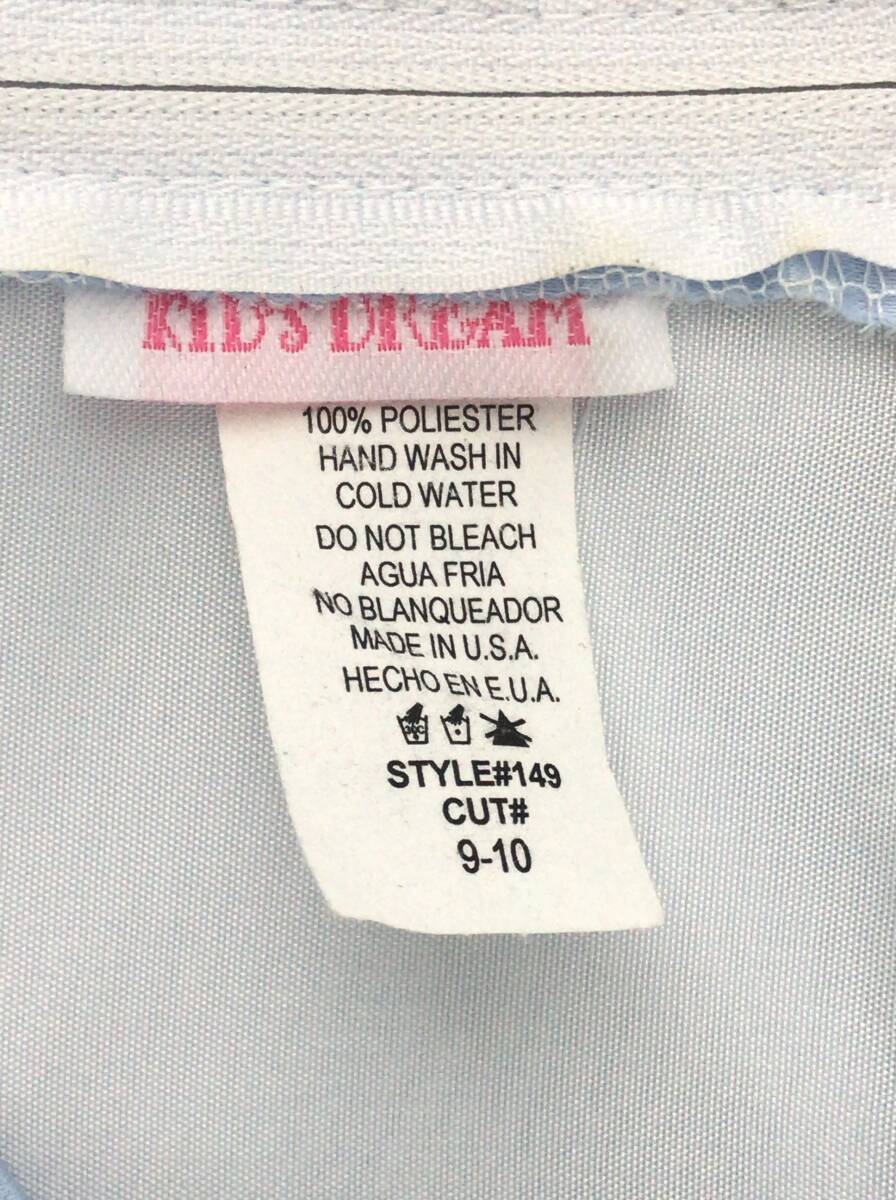 KID'S DREAM
100% POLIESTER
HAND WASH IN
COLD WATER
DO NOT BLEACH
AGUA FRIA
NO BLANQUEADOR
MADE IN U.S.A.
HECHO EN E.U.A.
STYLE#149
CUT#
9-10